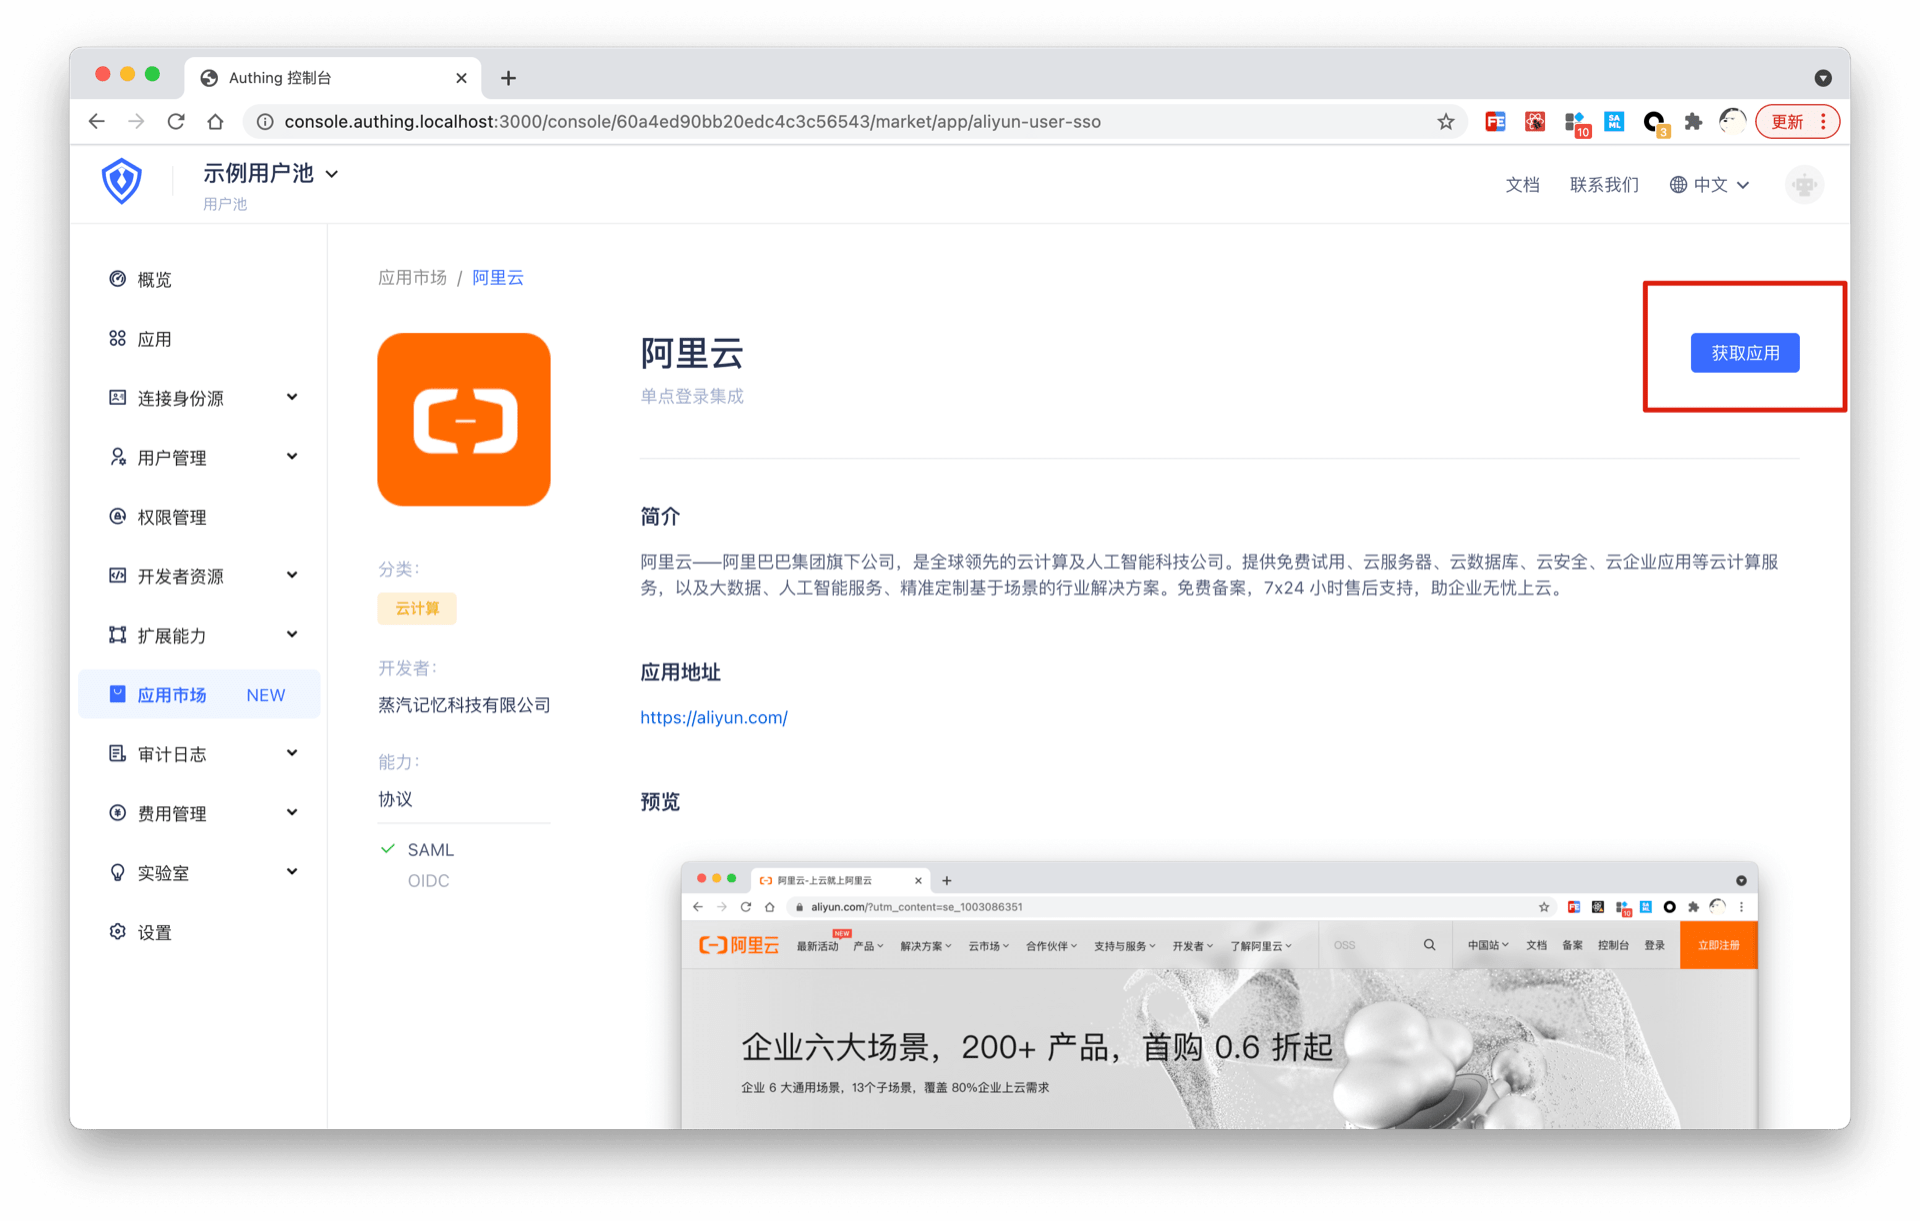 Authing 控制台
console.authing.localhost:3000/console/60a4ed90bb20edc4c3c56543/market/app/aliyun-user-sso
FE
10
SA
ML
3
更新
示例用户池
用户池
文档
联系我们
中文
概览
应用
连接身份源
用户管理
权限管理
开发者资源
扩展能力
应用市场 NEW
审计日志
费用管理
实验室
设置
应用市场 / 阿里云
阿里云
单点登录集成
获取应用
分类：
云计算
开发者：
蒸汽记忆科技有限公司
能力：
协议
SAML
OIDC
简介
阿里云——阿里巴巴集团旗下公司，是全球领先的云计算及人工智能科技公司。提供免费试用、云服务器、云数据库、云安全、云企业应用等云计算服
务，以及大数据、人工智能服务、精准定制基于场景的行业解决方案。免费备案，7x24 小时售后支持，助企业无忧上云。
应用地址
https://aliyun.com/
预览
阿里云-上云就上阿里云
aliyun.com/?utm_content=se_1003086351
FE
10
阿里云
最新活动 NEW 产品 解决方案 云市场 合作伙伴 支持与服务 开发者 了解阿里云
OSS
中国站 文档 备案 控制台 登录
立即注册
企业六大场景，200+ 产品，首购 0.6 折起
企业 6 大通用场景，13个子场景，覆盖 80%企业上云需求